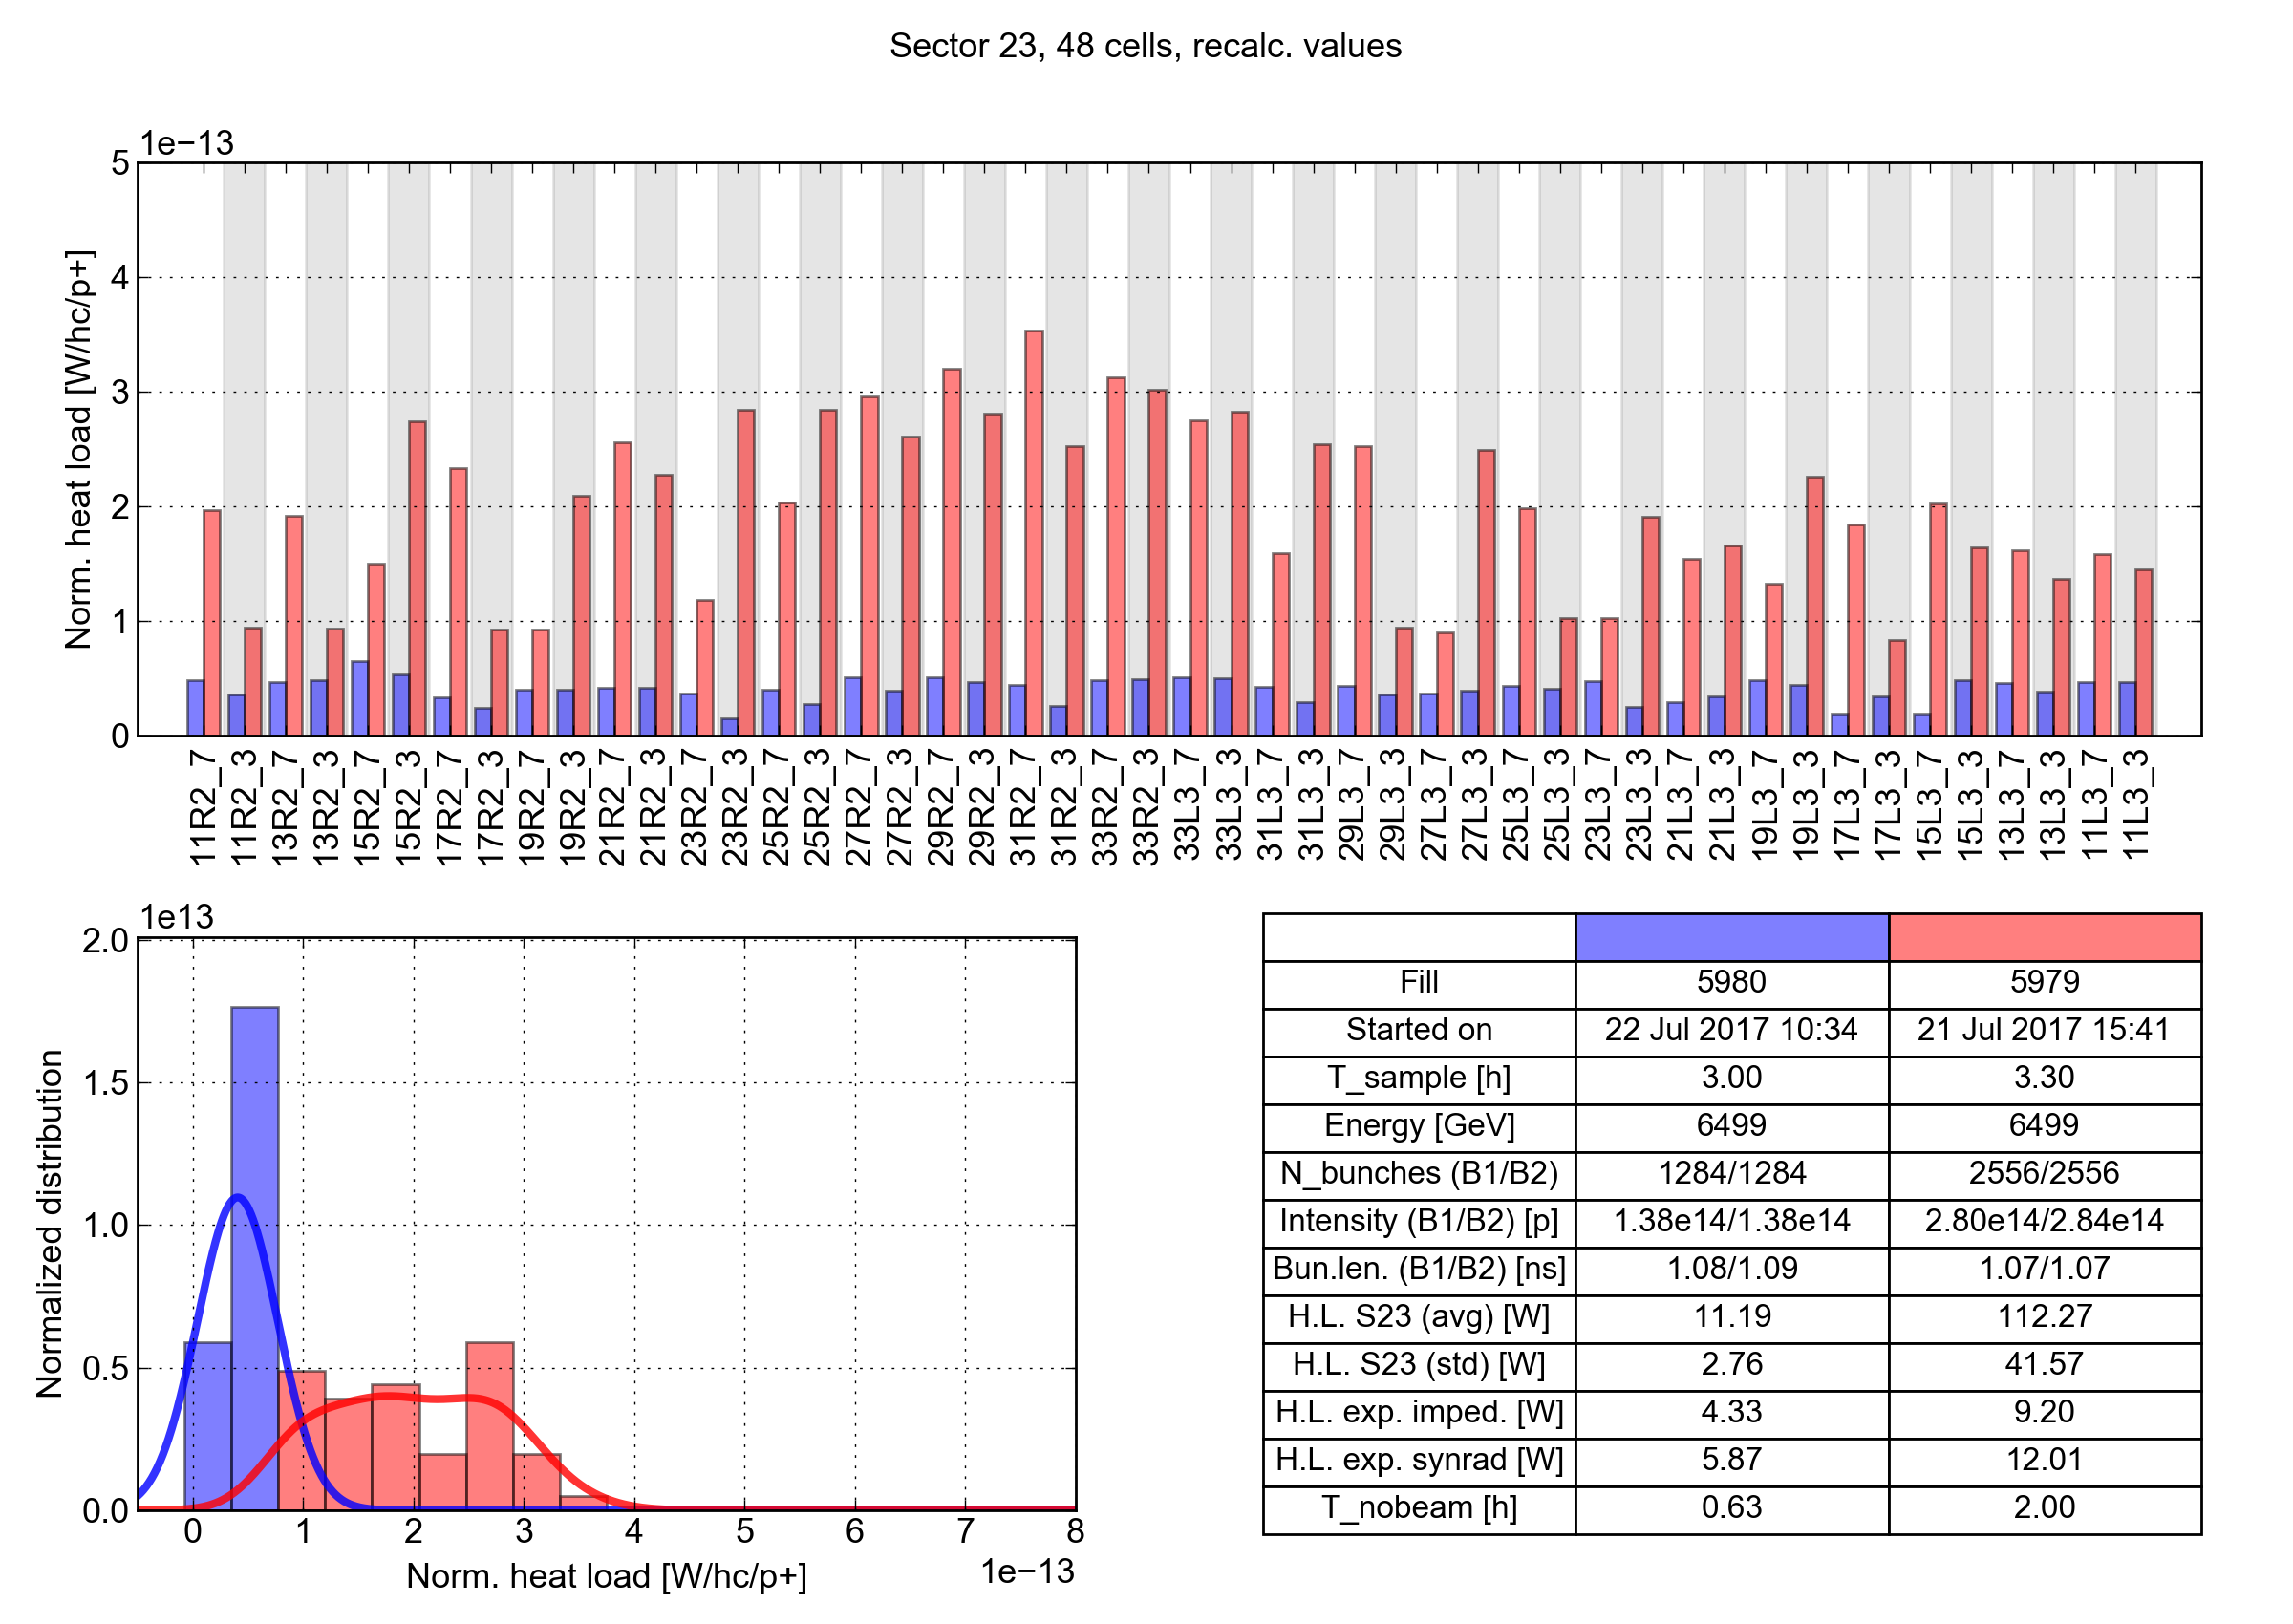 Sector 23, 48 cells, recalc. values
1e−13
5
4
3
2
1
0
Norm. heat load [W/hc/p+]
11R2_7 11R2_3 13R2_7 13R2_3 15R2_7 15R2_3 17R2_7 17R2_3 19R2_7 19R2_3 21R2_7 21R2_3 23R2_7 23R2_3 25R2_7 25R2_3 27R2_7 27R2_3 29R2_7 29R2_3 31R2_7 31R2_3 33R2_7 33R2_3 33L3_7 33L3_3 31L3_7 31L3_3 29L3_7 29L3_3 27L3_7 27L3_3 25L3_7 25L3_3 23L3_7 23L3_3 21L3_7 21L3_3 19L3_7 19L3_3 17L3_7 17L3_3 15L3_7 15L3_3 13L3_7 13L3_3 11L3_7 11L3_3
1e13
2.0
1.5
1.0
0.5
0.0
Normalized distribution
0 1 2 3 4 5 6 7 8
1e−13
Norm. heat load [W/hc/p+]
Fill 5980 5979
Started on 22 Jul 2017 10:34 21 Jul 2017 15:41
T_sample [h] 3.00 3.30
Energy [GeV] 6499 6499
N_bunches (B1/B2) 1284/1284 2556/2556
Intensity (B1/B2) [p] 1.38e14/1.38e14 2.80e14/2.84e14
Bun.len. (B1/B2) [ns] 1.08/1.09 1.07/1.07
H.L. S23 (avg) [W] 11.19 112.27
H.L. S23 (std) [W] 2.76 41.57
H.L. exp. imped. [W] 4.33 9.20
H.L. exp. synrad [W] 5.87 12.01
T_nobeam [h] 0.63 2.00